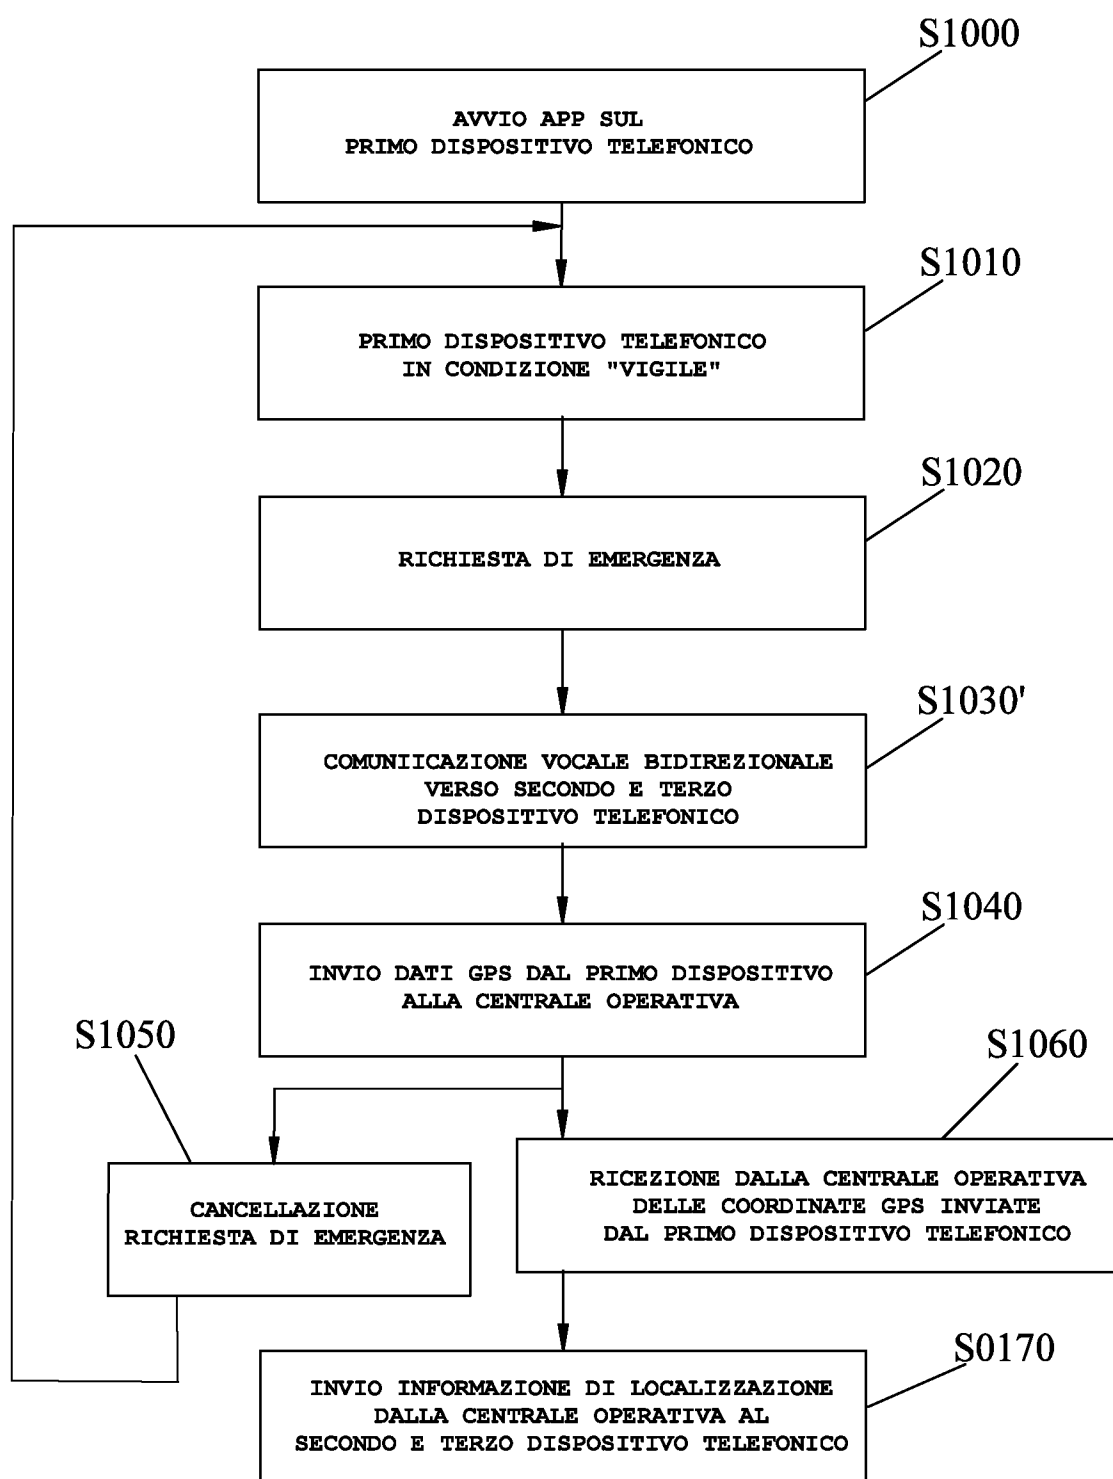 S1000
AVVIO APP SUL
PRIMO DISPOSITIVO TELEFONICO
S1010
PRIMO DISPOSITIVO TELEFONICO
IN CONDIZIONE "VIGILE"
S1020
RICHIESTA DI EMERGENZA
S1030'
COMUNIICAZIONE VOCALE BIDIREZIONALE
VERSO SECONDO E TERZO
DISPOSITIVO TELEFONICO
S1040
INVIO DATI GPS DAL PRIMO DISPOSITIVO
ALLA CENTRALE OPERATIVA
S1050
CANCELLAZIONE
RICHIESTA DI EMERGENZA
S1060
RICEZIONE DALLA CENTRALE OPERATIVA
DELLE COORDINATE GPS INVIATE
DAL PRIMO DISPOSITIVO TELEFONICO
S0170
INVIO INFORMAZIONE DI LOCALIZZAZIONE
DALLA CENTRALE OPERATIVA AL
SECONDO E TERZO DISPOSITIVO TELEFONICO